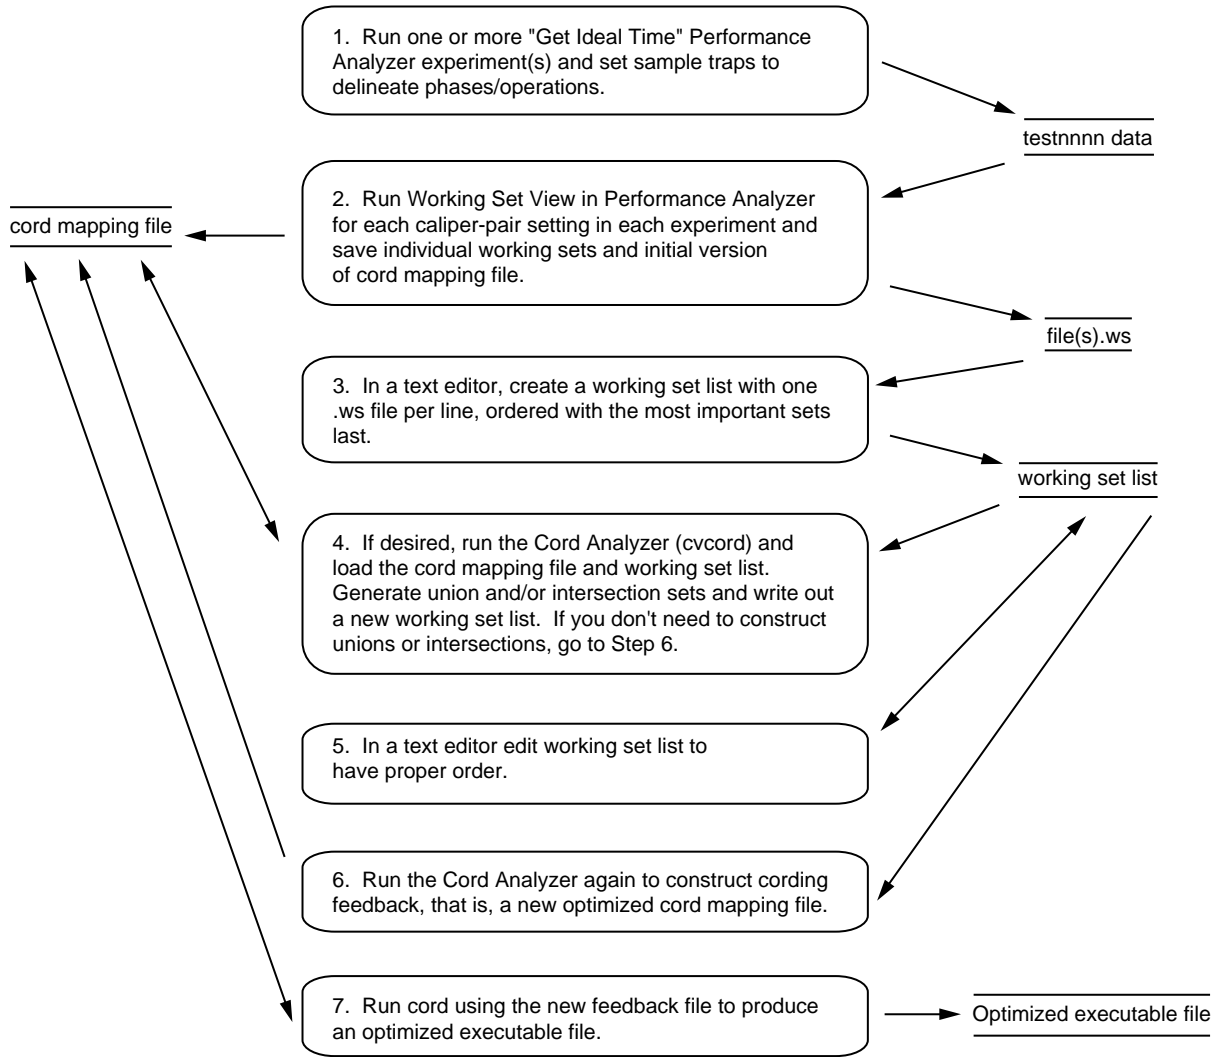 1. Run one or more "Get Ideal Time" Performance
Analyzer experiment(s) and set sample traps to
delineate phases/operations.
testnnnn data
2. Run Working Set View in Performance Analyzer
for each caliper-pair setting in each experiment and
save individual working sets and initial version
of cord mapping file.
cord mapping file
file(s).ws
3. In a text editor, create a working set list with one
.ws file per line, ordered with the most important sets
last.
working set list
4. If desired, run the Cord Analyzer (cvcord) and
load the cord mapping file and working set list.
Generate union and/or intersection sets and write out
a new working set list. If you don't need to construct
unions or intersections, go to Step 6.
5. In a text editor edit working set list to
have proper order.
6. Run the Cord Analyzer again to construct cording
feedback, that is, a new optimized cord mapping file.
7. Run cord using the new feedback file to produce
an optimized executable file.
Optimized executable file